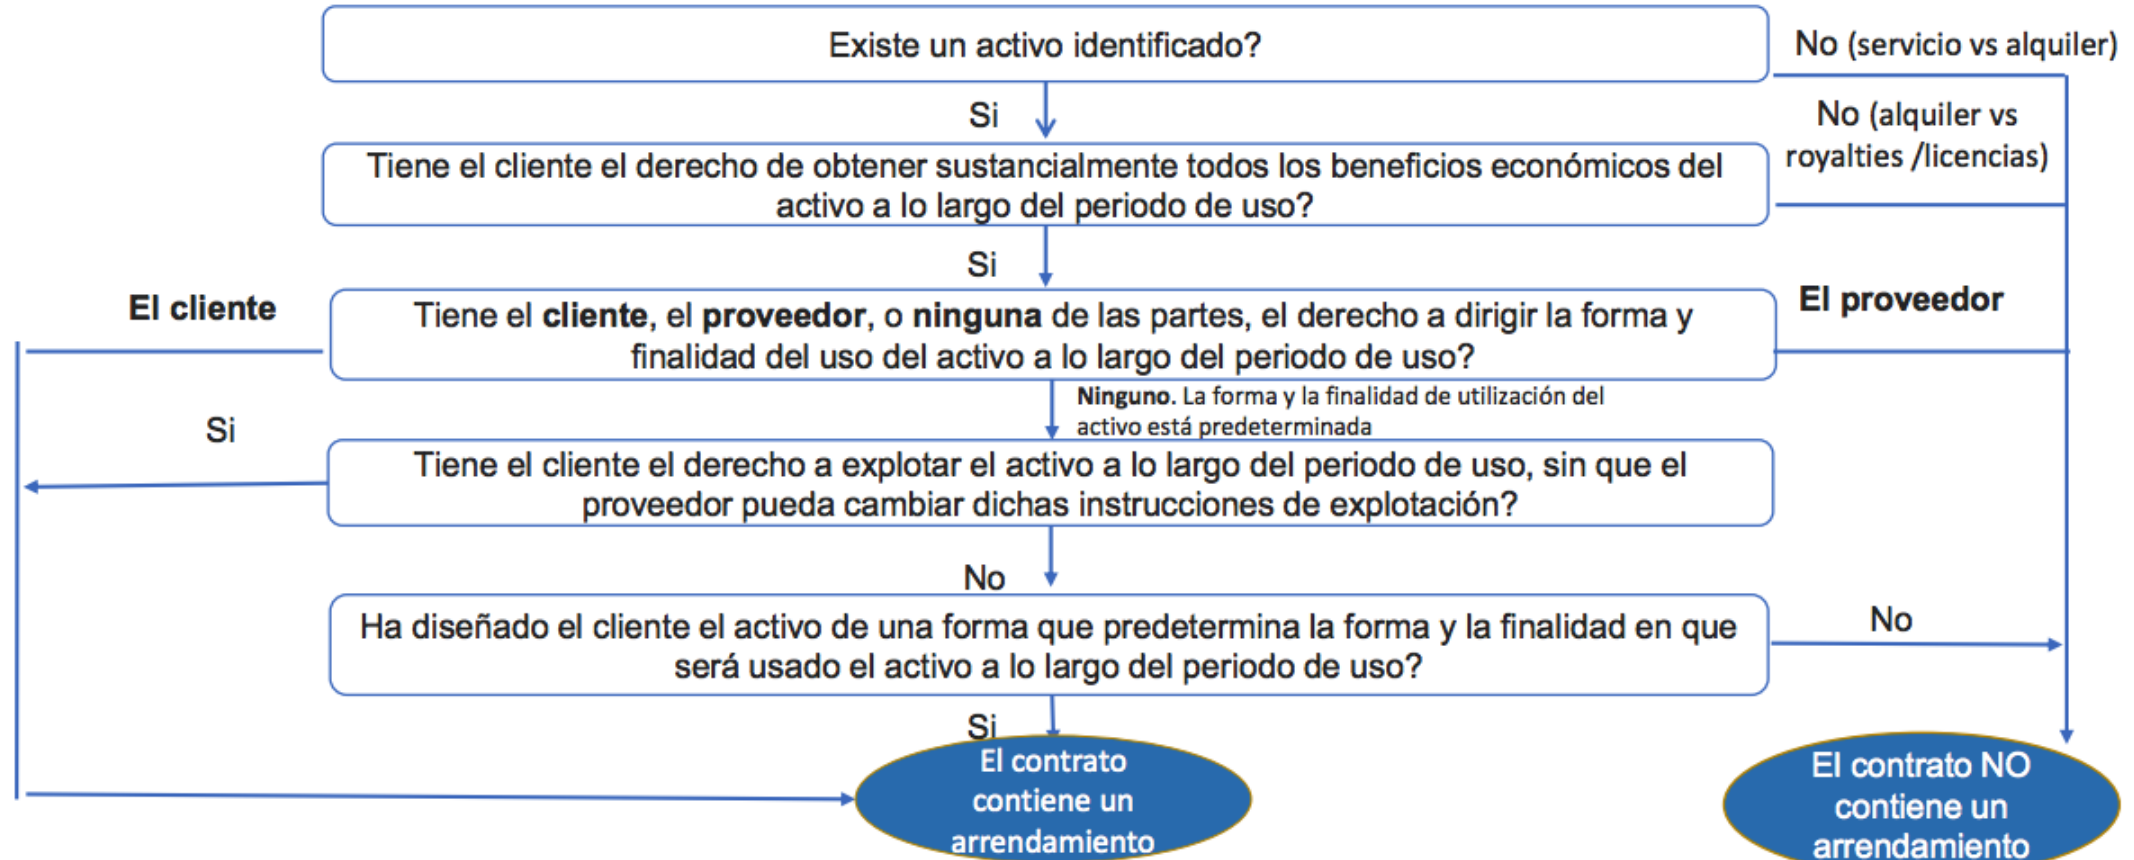 Existe un activo identificado?
No (servicio vs alquiler)
Si
No (alquiler vs
royalties /licencias)
Tiene el cliente el derecho de obtener sustancialmente todos los beneficios económicos del
activo a lo largo del periodo de uso?
Si
El cliente
Tiene el cliente, el proveedor, o ninguna de las partes, el derecho a dirigir la forma y
finalidad del uso del activo a lo largo del periodo de uso?
El proveedor
Ninguno. La forma y la finalidad de utilización del
activo está predeterminada
Si
Tiene el cliente el derecho a explotar el activo a lo largo del periodo de uso, sin que el
proveedor pueda cambiar dichas instrucciones de explotación?
No
Ha diseñado el cliente el activo de una forma que predetermina la forma y la finalidad en que
será usado el activo a lo largo del periodo de uso?
No
Si
El contrato
contiene un
arrendamiento
El contrato NO
contiene un
arrendamiento